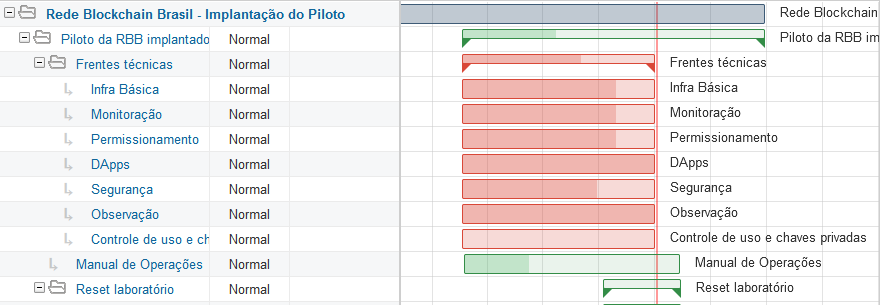 Rede Blockchain Brasil - Implantação do Piloto Rede Blockchain
Piloto da RBB implantado Normal Piloto da RBB im
Frentes técnicas Normal Frentes técnicas
Infra Básica Normal Infra Básica
Monitoração Normal Monitoração
Permissionamento Normal Permissionamento
DApps Normal DApps
Segurança Normal Segurança
Observação Normal Observação
Controle de uso e ch Normal Controle de uso e chaves privadas
Manual de Operações Normal Manual de Operações
Reset laboratório Normal Reset laboratório